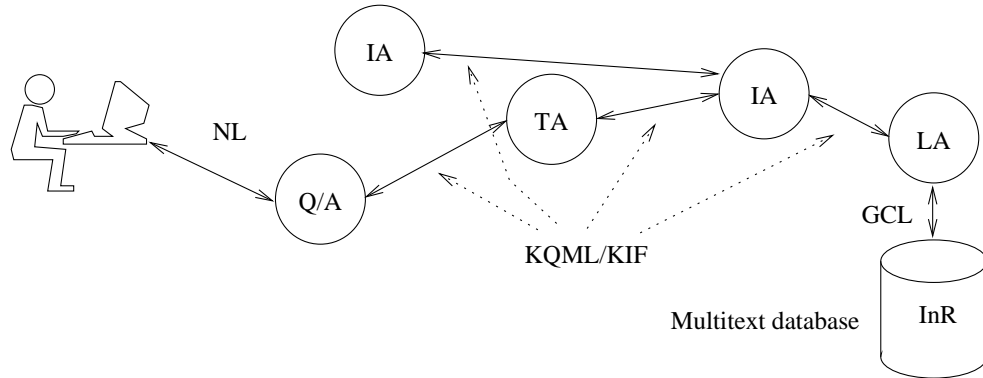 IA
IA
NL
TA
LA
Q/A
GCL
KQML/KIF
InR
Multitext database